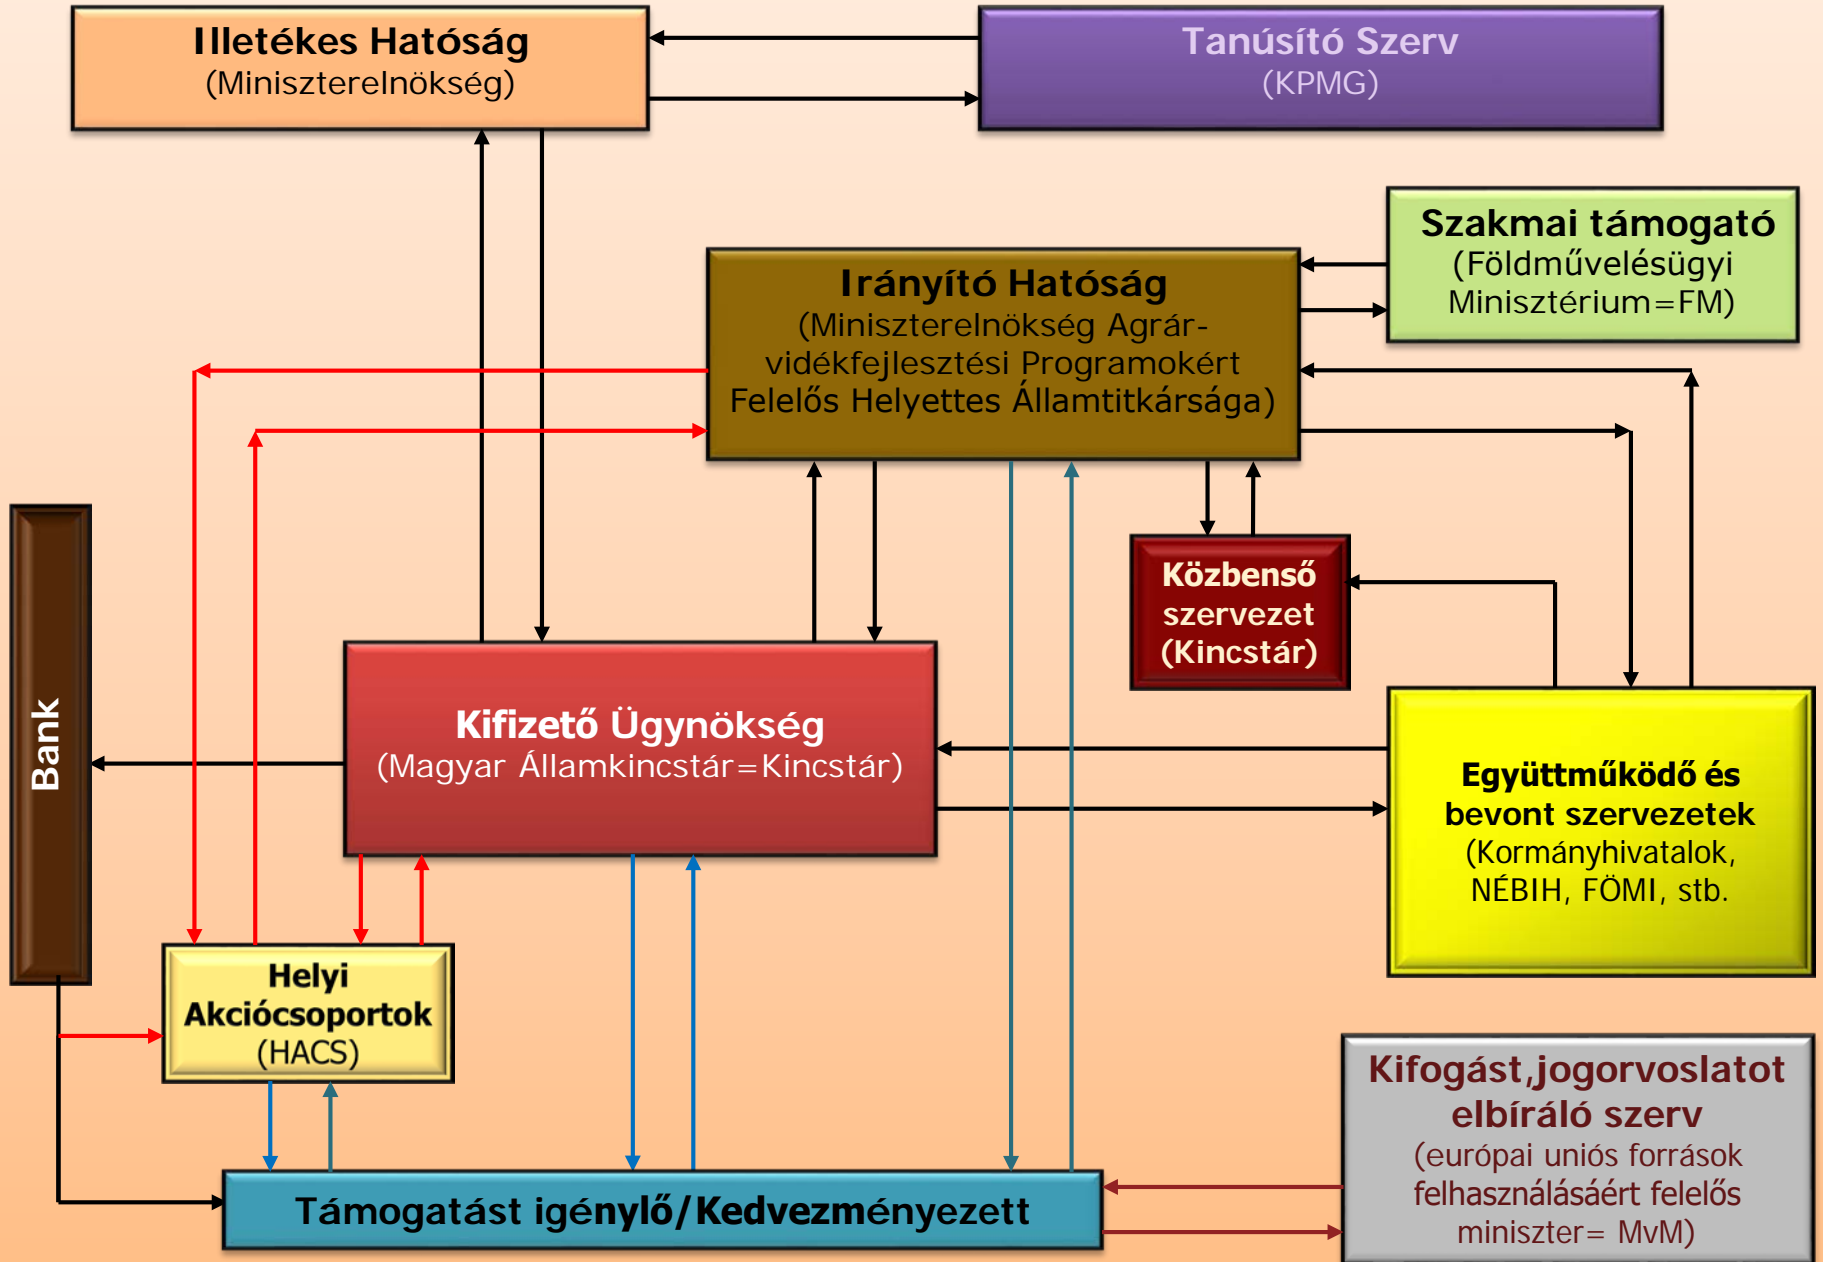 Illetékes Hatóság
(Miniszterelnökség)
Tanúsító Szerv
(KPMG)
Szakmai támogató
(Földművelésügyi
Minisztérium=FM)
Irányító Hatóság
(Miniszterelnökség Agrár-
vidékfejlesztési Programokért
Felelős Helyettes Államtitkársága)
Közbenső
szervezet
(Kincstár)
Bank
Kifizető Ügynökség
(Magyar Államkincstár=Kincstár)
Együttműködő és
bevont szervezetek
(Kormányhivatalok,
NÉBIH, FÖMI, stb.
Helyi
Akciócsoportok
(HACS)
Kifogást,jogorvoslatot
elbíráló szerv
(európai uniós források
felhasználásáért felelős
miniszter= MvM)
Támogatást igénylő/Kedvezményezett